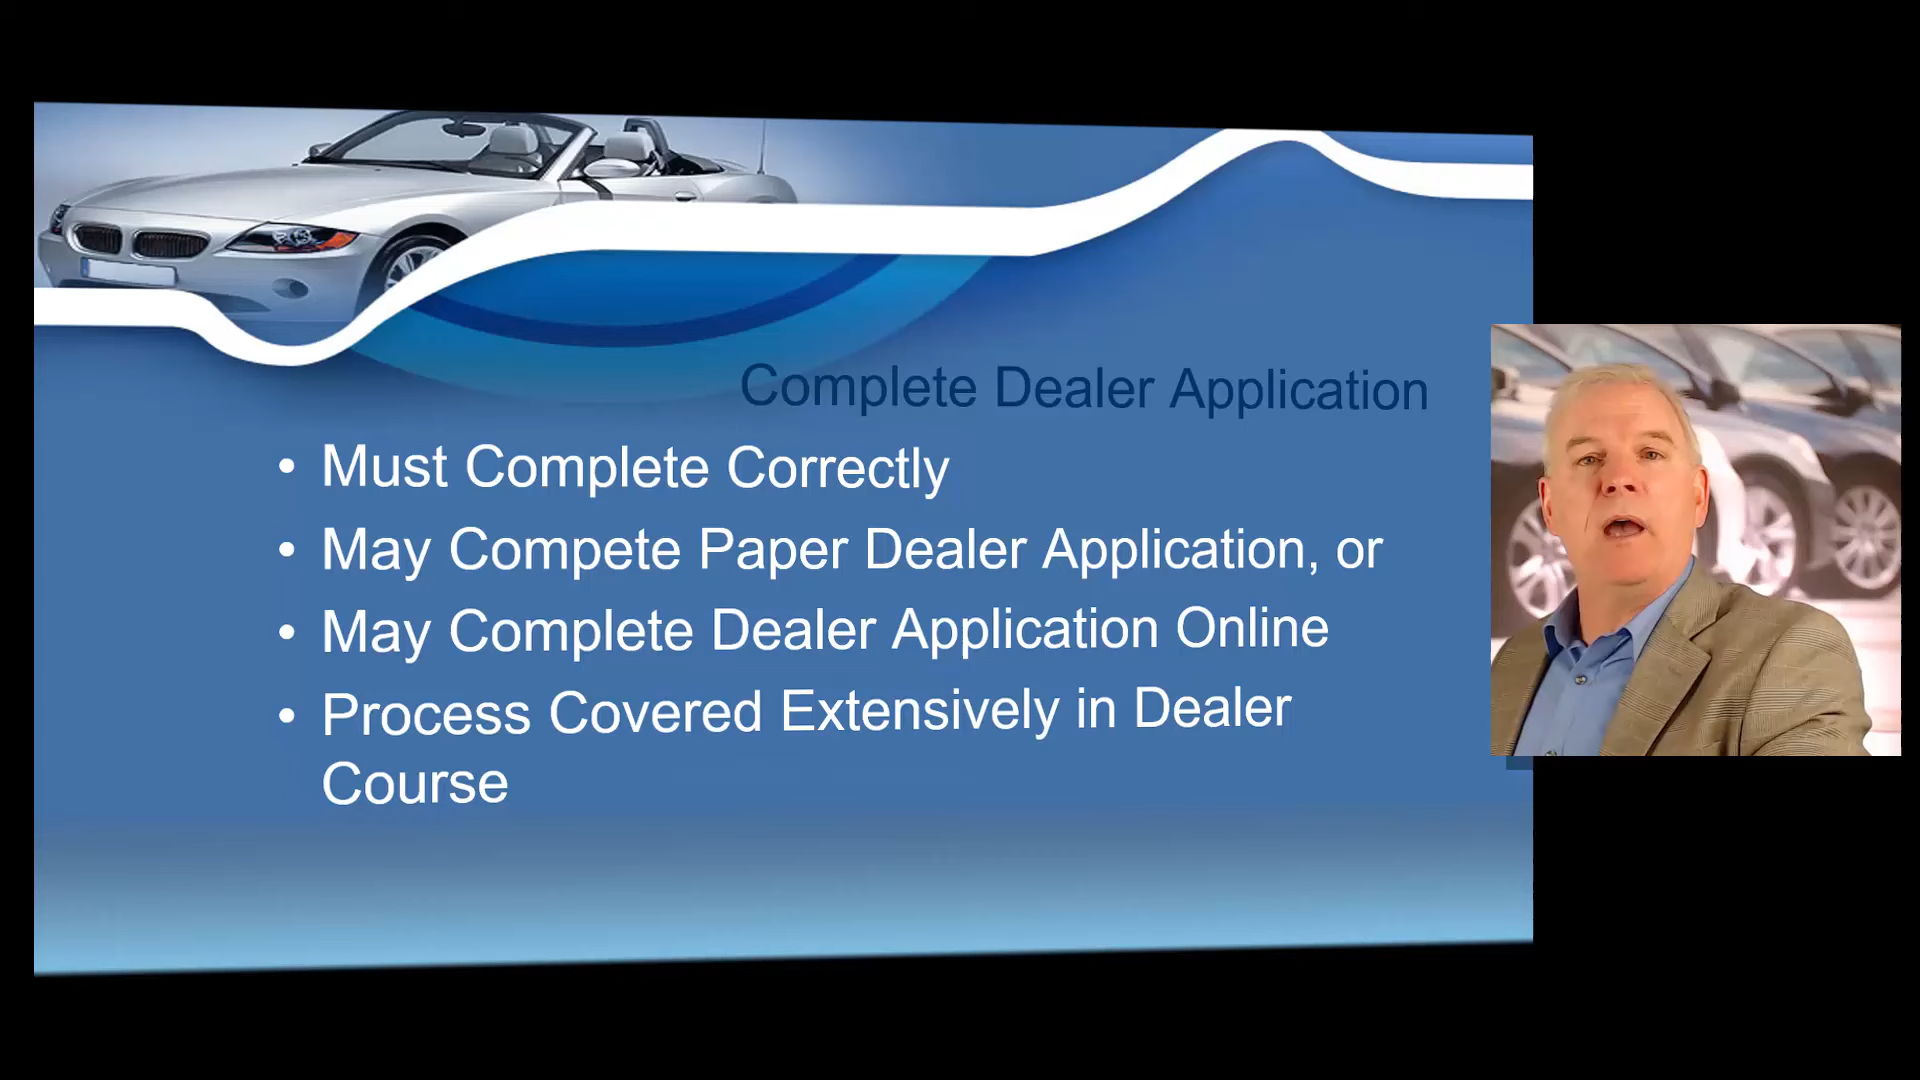 Complete Dealer Application
• Must Complete Correctly
• May Compete Paper Dealer Application, or
• May Complete Dealer Application Online
• Process Covered Extensively in Dealer
Course